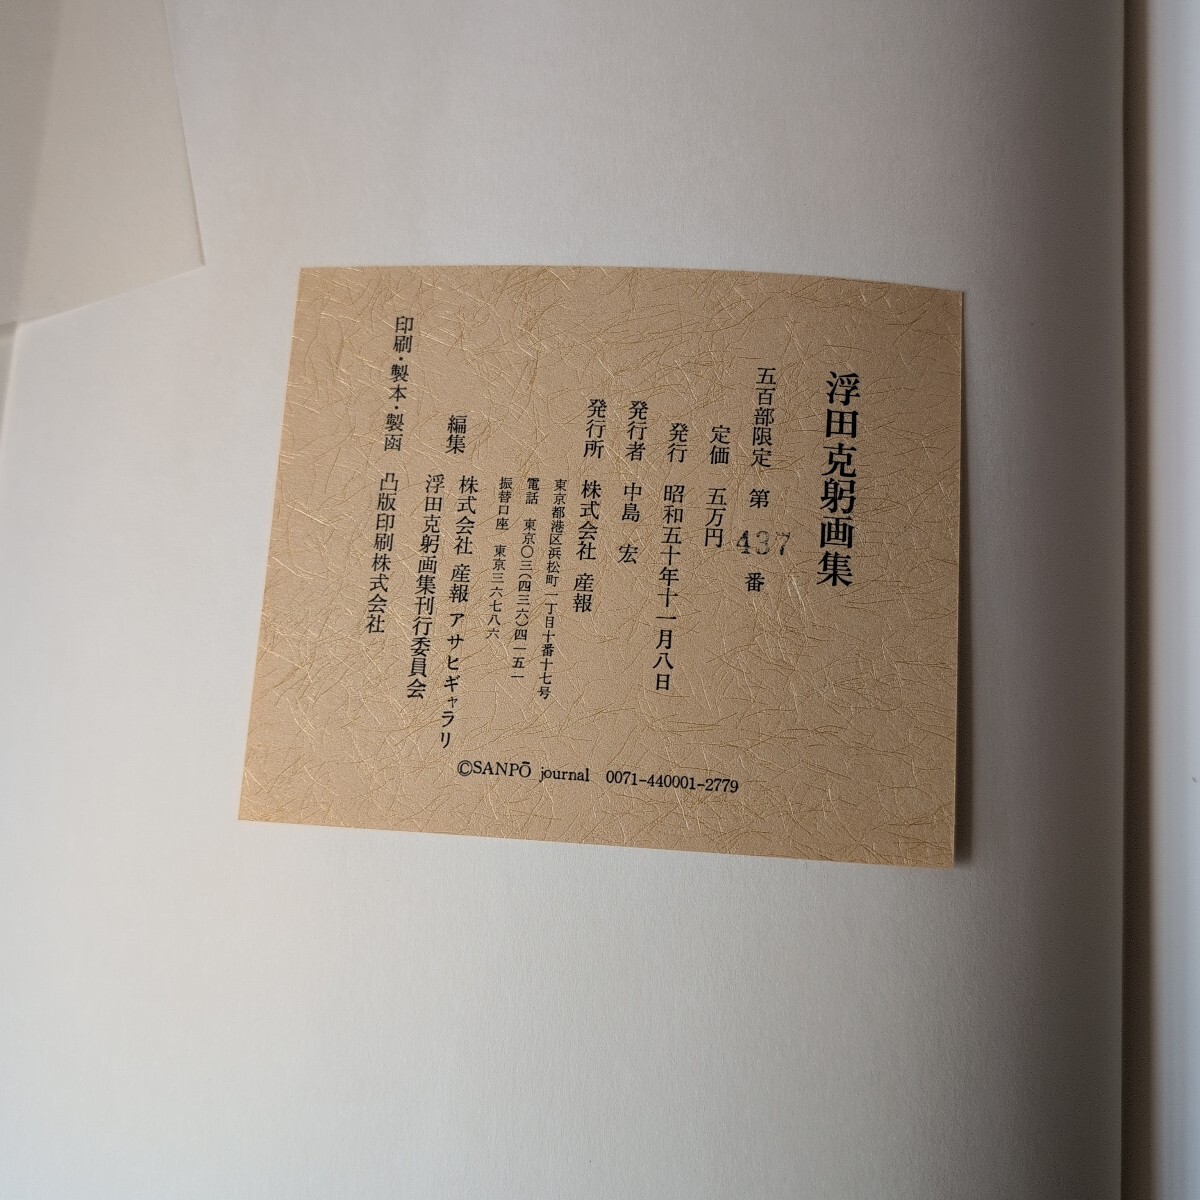 浮田克躬画集
五百部限定 第 437 番
定価 五万円
発行 昭和五十年十一月八日
発行者 中島 宏
発行所 株式会社 産報
東京都港区浜松町一丁目十番十七号
電話 東京〇三(四三六)四一五一
振替口座 東京三六七八六
編集 株式会社 産報 アサヒギャラリ
浮田克躬画集刊行委員会
印刷・製本・製函 凸版印刷株式会社
©SANPŌ journal 0071-440001-2779